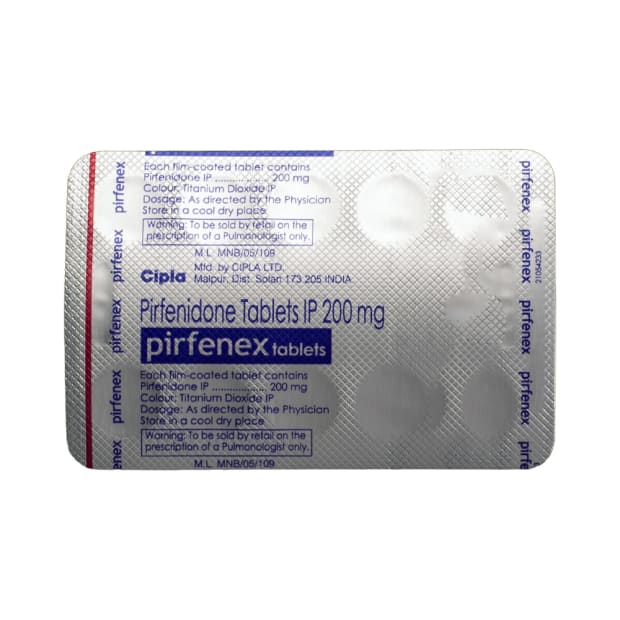 Each film-coated tablet contains
Pirfenidone IP ................ 200 mg
Colour: Titanium Dioxide IP
Dosage: As directed by the Physician
Store in a cool dry place
Warning: To be sold by retail on the
prescription of a Pulmonologist only.
M.L. MNB/05/109
Cipla
Mfd. by CIPLA LTD.
Malpur, Dist. Solan 173 205 INDIA
Pirfenidone Tablets IP 200 mg
pirfenex tablets
Each film-coated tablet contains
Pirfenidone IP ................ 200 mg
Colour: Titanium Dioxide IP
Dosage: As directed by the Physician
Store in a cool dry place
Warning: To be sold by retail on the
prescription of a Pulmonologist only.
M.L. MNB/05/109
pirfenex
pirfenex
pirfenex
pirfenex
enex
pirfenex
pirfenex
pirfenex
pirfenex
pirfenex
pirfe
21054233